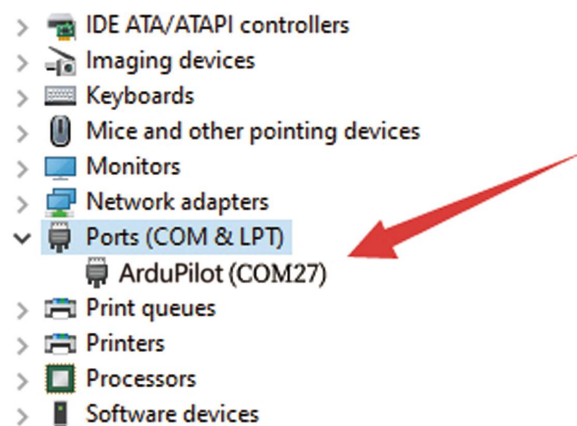 IDE ATA/ATAPI controllers
Imaging devices
Keyboards
Mice and other pointing devices
Monitors
Network adapters
Ports (COM & LPT)
ArduPilot (COM27)
Print queues
Printers
Processors
Software devices